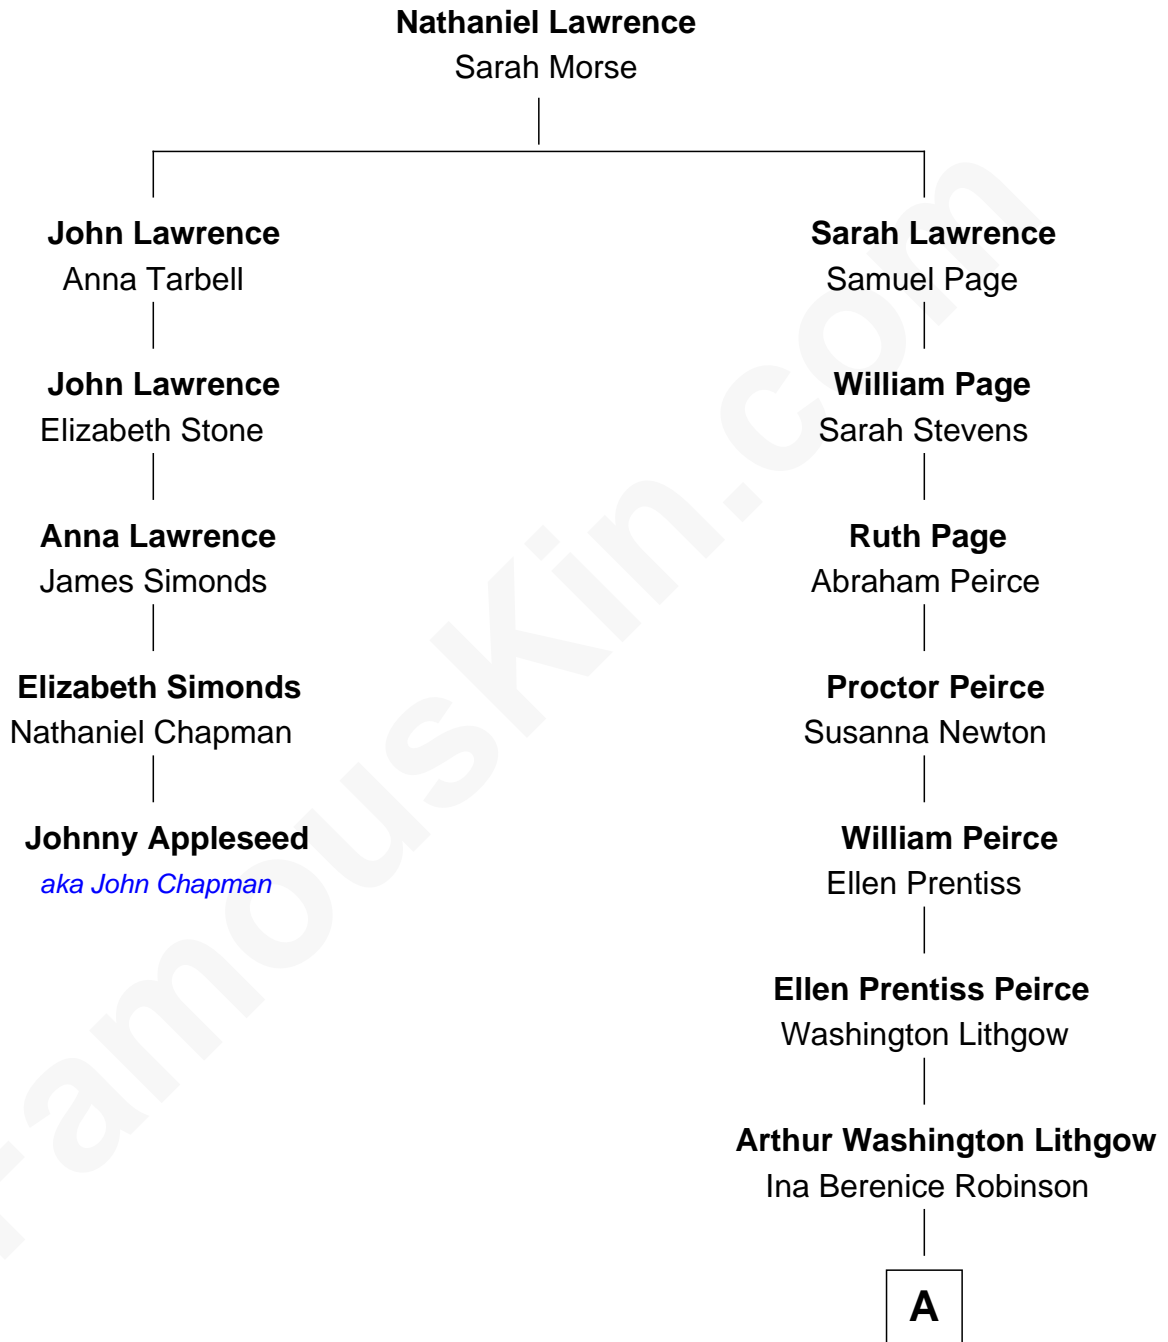 Nathaniel Lawrence
Sarah Morse
John Lawrence
Anna Tarbell
John Lawrence
Elizabeth Stone
Anna Lawrence
James Simonds
Elizabeth Simonds
Nathaniel Chapman
Johnny Appleseed
aka John Chapman
Sarah Lawrence
Samuel Page
William Page
Sarah Stevens
Ruth Page
Abraham Peirce
Proctor Peirce
Susanna Newton
William Peirce
Ellen Prentiss
Ellen Prentiss Peirce
Washington Lithgow
Arthur Washington Lithgow
Ina Berenice Robinson
A
FamousKin.com